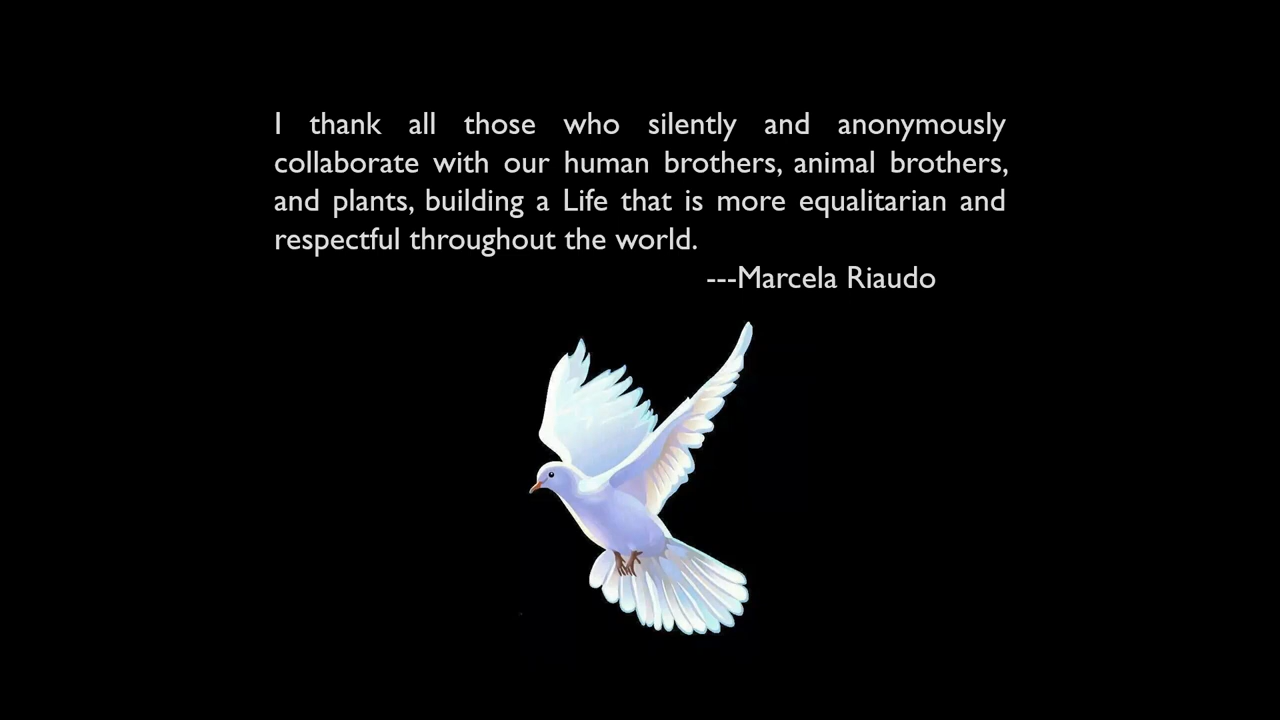 I thank all those who silently and anonymously
collaborate with our human brothers, animal brothers,
and plants, building a Life that is more equalitarian and
respectful throughout the world.
---Marcela Riaudo